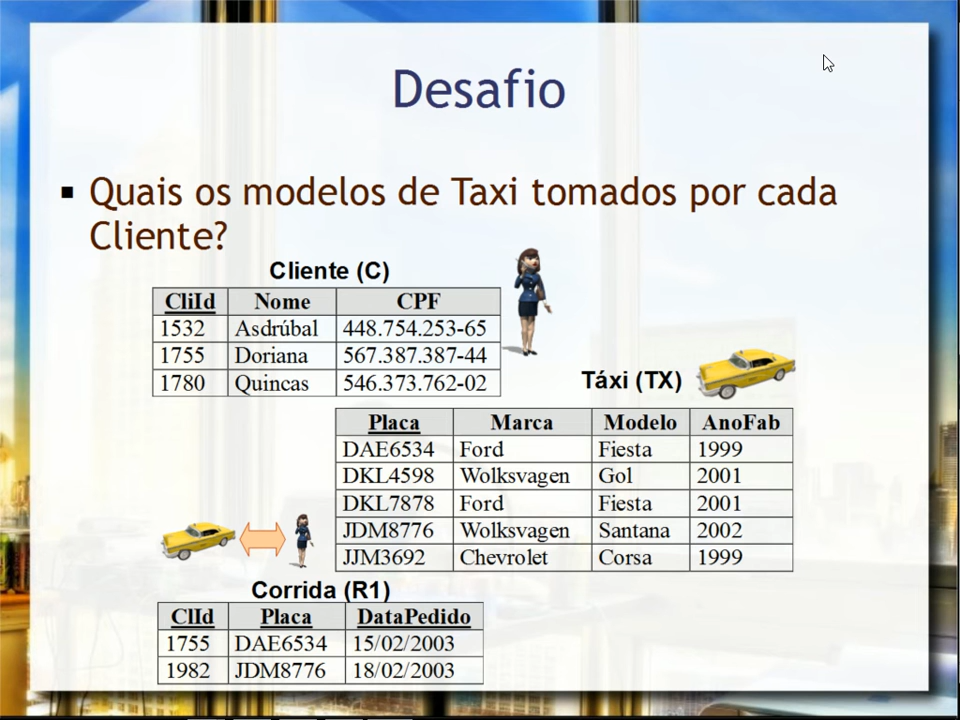 Desafio
Quais os modelos de Taxi tomados por cada
Cliente?
Cliente (C)
CliId Nome CPF
1532 Asdrúbal 448.754.253-65
1755 Doriana 567.387.387-44
1780 Quincas 546.373.762-02
Táxi (TX)
Placa Marca Modelo AnoFab
DAE6534 Ford Fiesta 1999
DKL4598 Wolksvagen Gol 2001
DKL7878 Ford Fiesta 2001
JDM8776 Wolksvagen Santana 2002
JJM3692 Chevrolet Corsa 1999
Corrida (R1)
ClId Placa DataPedido
1755 DAE6534 15/02/2003
1982 JDM8776 18/02/2003